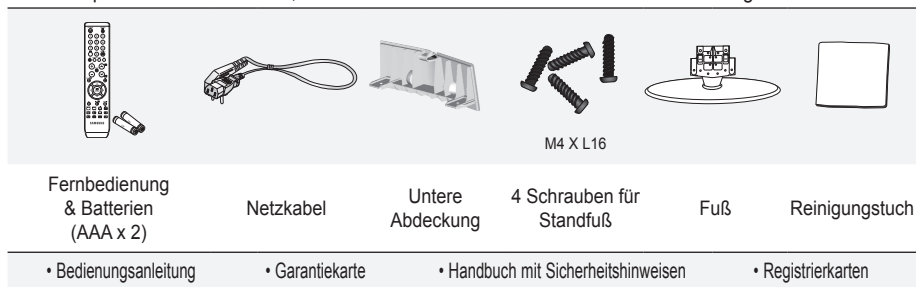 M4 X L16
Fernbedienung
& Batterien
(AAA x 2)
Netzkabel
Untere
Abdeckung
4 Schrauben für
Standfuß
Fuß
Reinigungstuch
• Bedienungsanleitung • Garantiekarte • Handbuch mit Sicherheitshinweisen • Registrierkarten